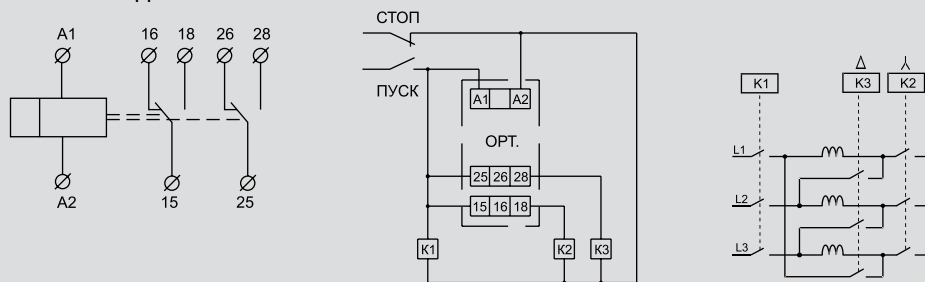 A1 16 18 26 28
A2 15 25
СТОП
ПУСК
A1 A2
ОРТ.
25 26 28
15 16 18
K1 K2 K3
Δ
K1 K3 K2
L1
L2
L3